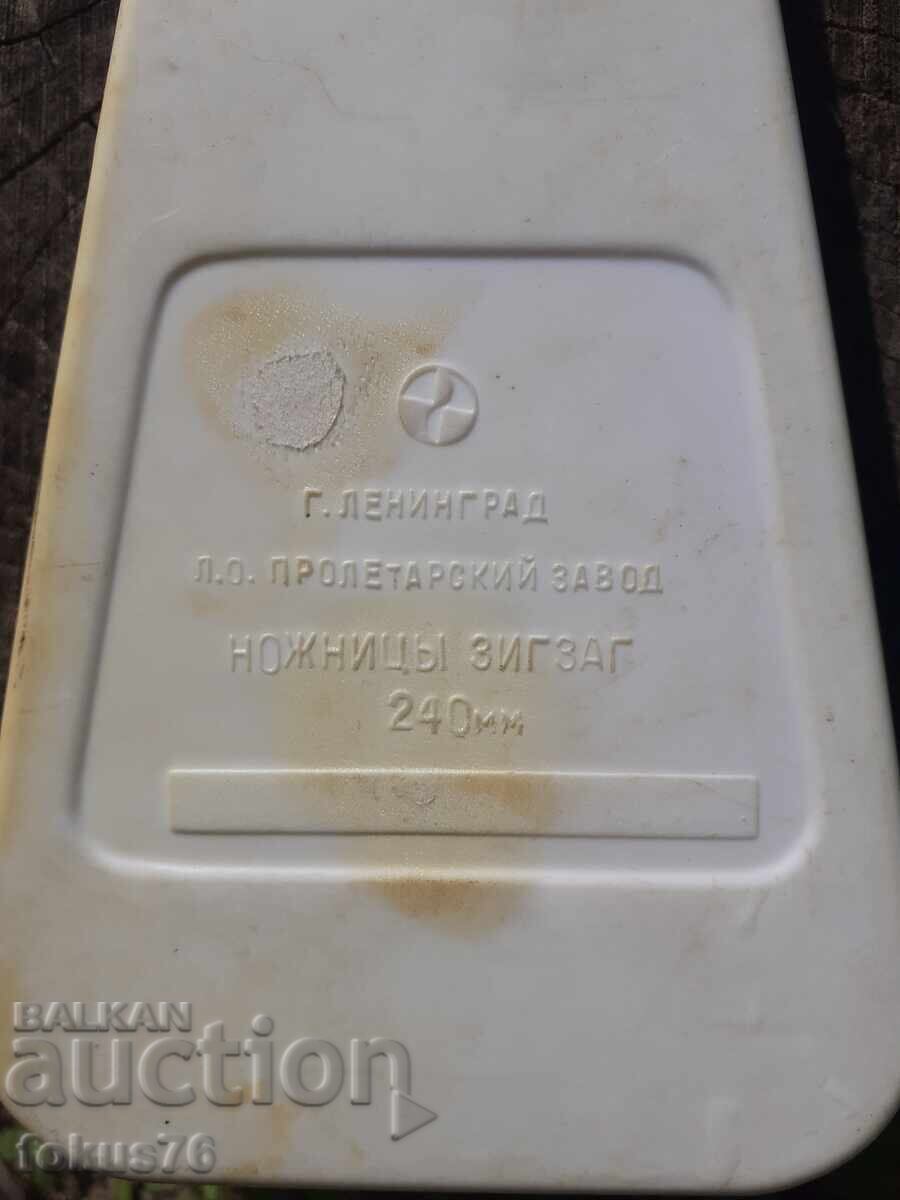 Г. ЛЕНИНГРАД
Л.О. ПРОЛЕТАРСКИЙ ЗАВОД
НОЖНИЦЫ ЗИГЗАГ
240мм
BALKAN
auction
fokus76